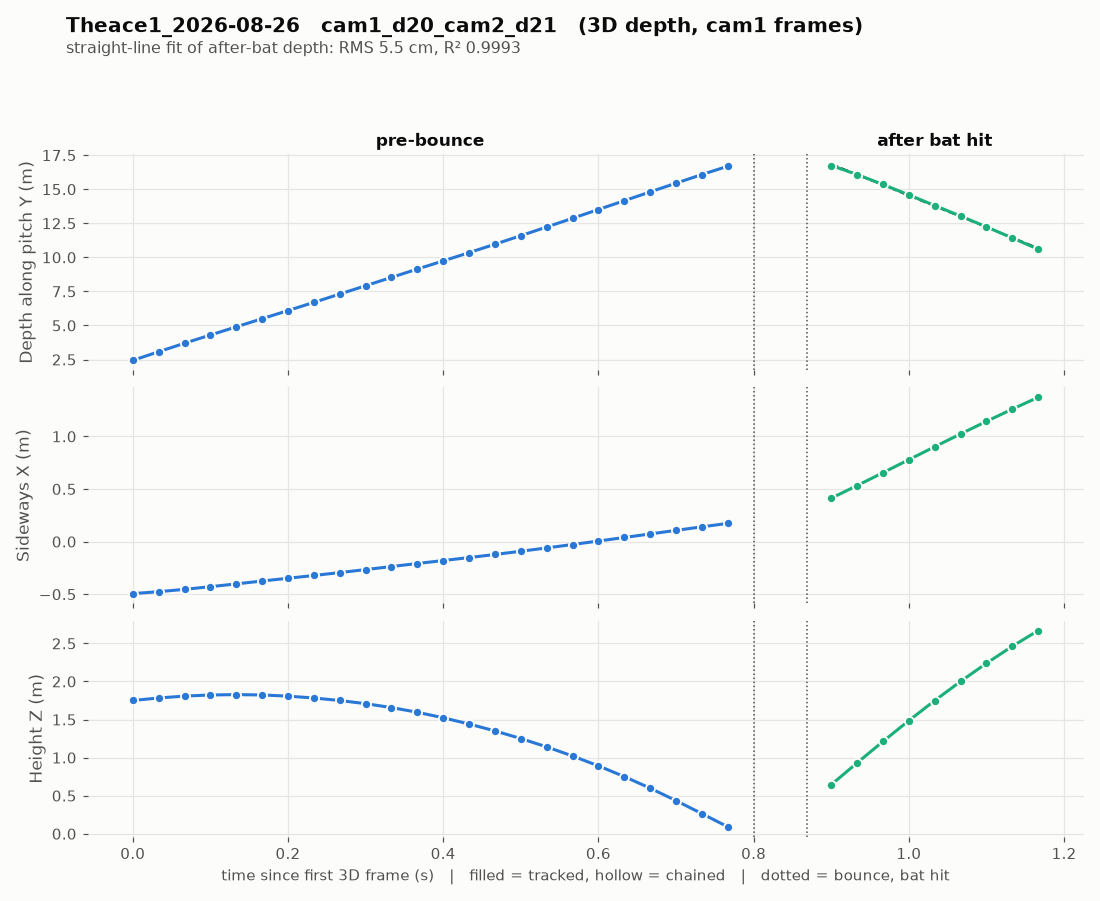 Theace1_2026-08-26   cam1_d20_cam2_d21   (3D depth, cam1 frames)
straight-line fit of after-bat depth: RMS 5.5 cm, R² 0.9993
pre-bounce
after bat hit
Depth along pitch Y (m)
17.5
15.0
12.5
10.0
7.5
5.0
2.5
Sideways X (m)
1.0
0.5
0.0
−0.5
Height Z (m)
2.5
2.0
1.5
1.0
0.5
0.0
0.0 0.2 0.4 0.6 0.8 1.0 1.2
time since first 3D frame (s)   |   filled = tracked, hollow = chained   |   dotted = bounce, bat hit